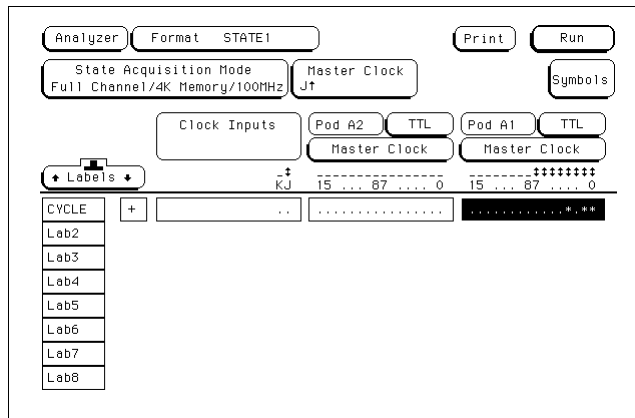 Analyzer Format STATE1 Print Run
State Acquisition Mode Master Clock Symbols
Full Channel/4K Memory/100MHz J↑
Clock Inputs Pod A2 TTL Pod A1 TTL
Master Clock Master Clock
↑ Labels ↓
_↕ ---------------- --------↕↕↕↕↕↕↕↕
KJ 15 ... 87 .... 0 15 ... 87 .... 0
CYCLE + .. ................ ............*.**
Lab2
Lab3
Lab4
Lab5
Lab6
Lab7
Lab8